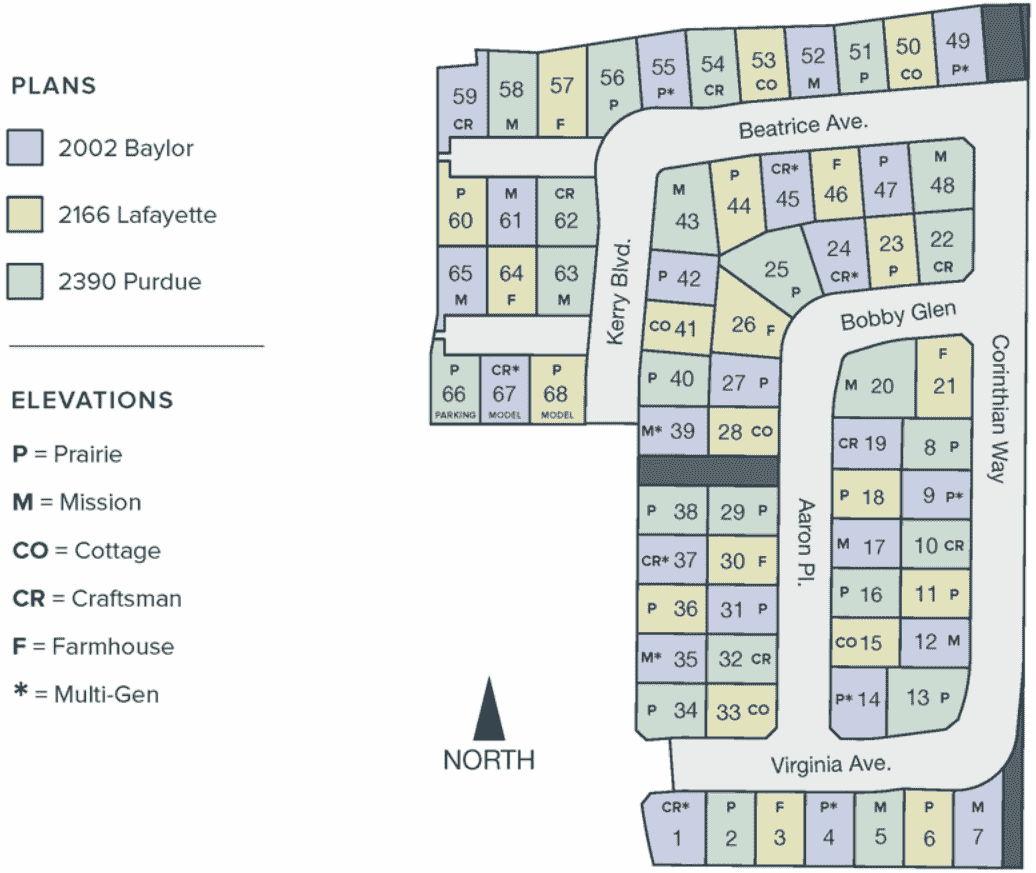 PLANS
2002 Baylor
2166 Lafayette
2390 Purdue
ELEVATIONS
P = Prairie
M = Mission
CO = Cottage
CR = Craftsman
F = Farmhouse
* = Multi-Gen
NORTH
59 CR
58 M
57 F
56 P
55 P*
54 CR
53 CO
52 M
51 P
50 CO
49 P*
Beatrice Ave.
P 60
M 61
CR 62
65 M
64 F
63 M
P 66 PARKING
CR* 67 MODEL
P 68 MODEL
Kerry Blvd.
M 43
P 44
CR* 45
F 46
P 47
M 48
P 42
25 P
24 CR*
23 P
22 CR
CO 41
26 F
Bobby Glen
P 40
27 P
M* 39
28 CO
M 20
F 21
Corinthian Way
CR 19
8 P
P 18
9 P*
P 38
29 P
Aaron Pl.
M 17
10 CR
CR* 37
30 F
P 16
11 P
P 36
31 P
CO 15
12 M
M* 35
32 CR
P* 14
13 P
P 34
33 CO
Virginia Ave.
CR* 1
P 2
F 3
P* 4
M 5
P 6
M 7